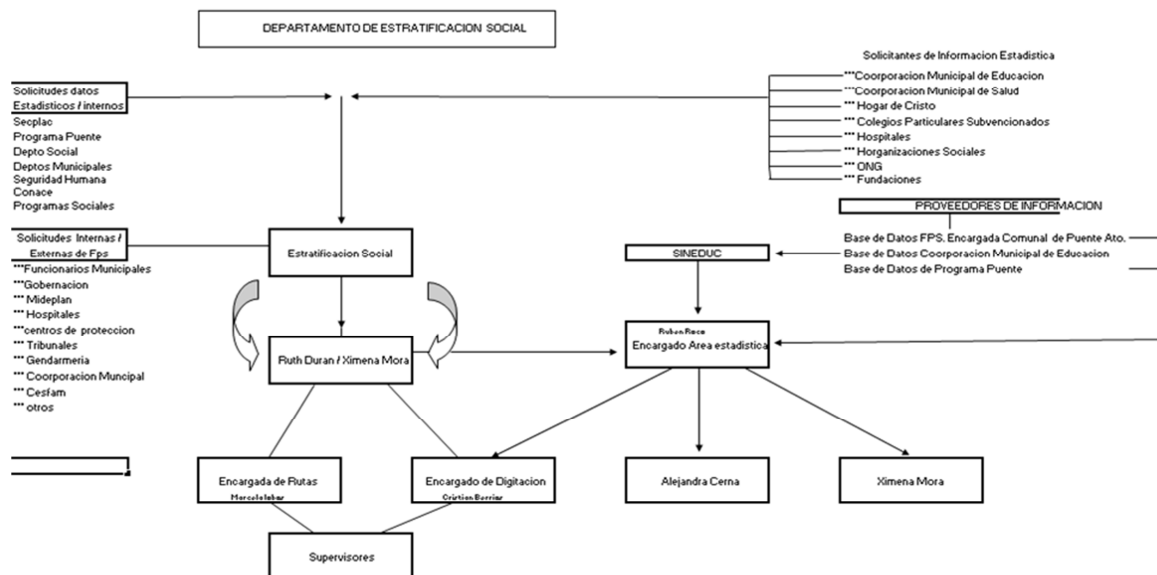 DEPARTAMENTO DE ESTRATIFICACION SOCIAL
Solicitudes datos
Estadisticos / internos
Secplac
Programa Puente
Depto Social
Deptos Municipales
Seguridad Humana
Conace
Programas Sociales
Solicitantes de Informacion Estadistica
***Coorporacion Municipal de Educacion
***Coorporacion Municipal de Salud
*** Hogar de Cristo
*** Colegios Particulares Subvencionados
*** Hospitales
*** Horganizaciones Sociales
*** ONG
*** Fundaciones
PROVEEDORES DE INFORMACION
Base de Datos FPS. Encargada Comunal de Puente Ato.
Base de Datos Coorporacion Municipal de Educacion
Base de Datos de Programa Puente
Solicitudes Internas /
Externas de Fps
***Funcionarios Municipales
***Gobernacion
*** Mideplan
*** Hospitales
***centros de proteccion
*** Tribunales
*** Gendarmeria
*** Coorporacion Muncipal
*** Cesfam
*** otros
Estratificacion Social
SINEDUC
Ruth Duran / Ximena Mora
Encargado Area estadistica
Encargada de Rutas
Encargado de Digitacion
Cristian Barrias
Alejandra Cerna
Ximena Mora
Supervisores